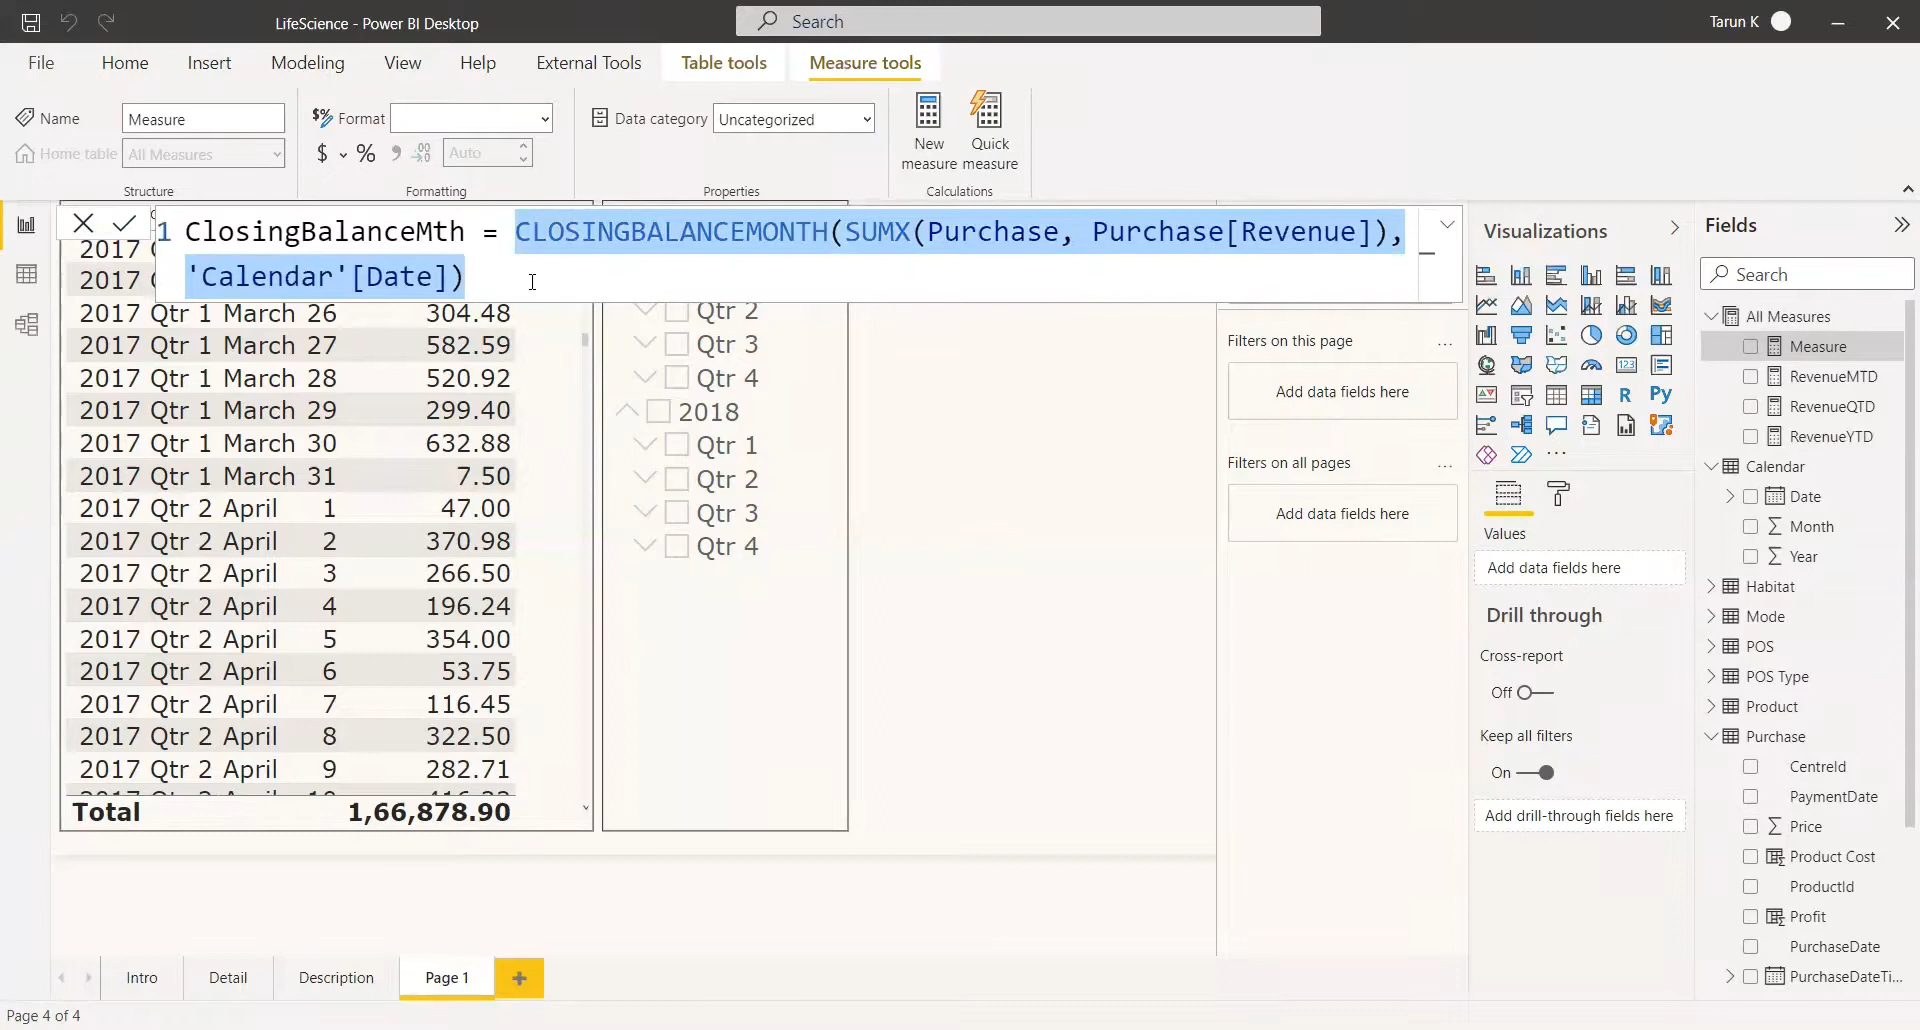 LifeScience - Power BI Desktop
Search
Tarun K
File Home Insert Modeling View Help External Tools Table tools Measure tools
Name Measure
Home table All Measures
Structure
$% Format
$ % 9 .00 Auto
Formatting
Data category Uncategorized
Properties
New measure
Quick measure
Calculations
1 ClosingBalanceMth = CLOSINGBALANCEMONTH(SUMX(Purchase, Purchase[Revenue]),
'Calendar'[Date])
2017
2017
2017 Qtr 1 March 26 304.48
2017 Qtr 1 March 27 582.59
2017 Qtr 1 March 28 520.92
2017 Qtr 1 March 29 299.40
2017 Qtr 1 March 30 632.88
2017 Qtr 1 March 31 7.50
2017 Qtr 2 April 1 47.00
2017 Qtr 2 April 2 370.98
2017 Qtr 2 April 3 266.50
2017 Qtr 2 April 4 196.24
2017 Qtr 2 April 5 354.00
2017 Qtr 2 April 6 53.75
2017 Qtr 2 April 7 116.45
2017 Qtr 2 April 8 322.50
2017 Qtr 2 April 9 282.71
Total 1,66,878.90
Qtr 2
Qtr 3
Qtr 4
2018
Qtr 1
Qtr 2
Qtr 3
Qtr 4
Filters on this page ...
Add data fields here
Filters on all pages ...
Add data fields here
Visualizations
123
R Py
...
Values
Add data fields here
Drill through
Cross-report
Off
Keep all filters
On
Add drill-through fields here
Fields
Search
All Measures
Measure
RevenueMTD
RevenueQTD
RevenueYTD
Calendar
Date
Month
Year
Habitat
Mode
POS
POS Type
Product
Purchase
CentreId
PaymentDate
Price
Product Cost
ProductId
Profit
PurchaseDate
PurchaseDateTi...
Intro Detail Description Page 1 +
Page 4 of 4